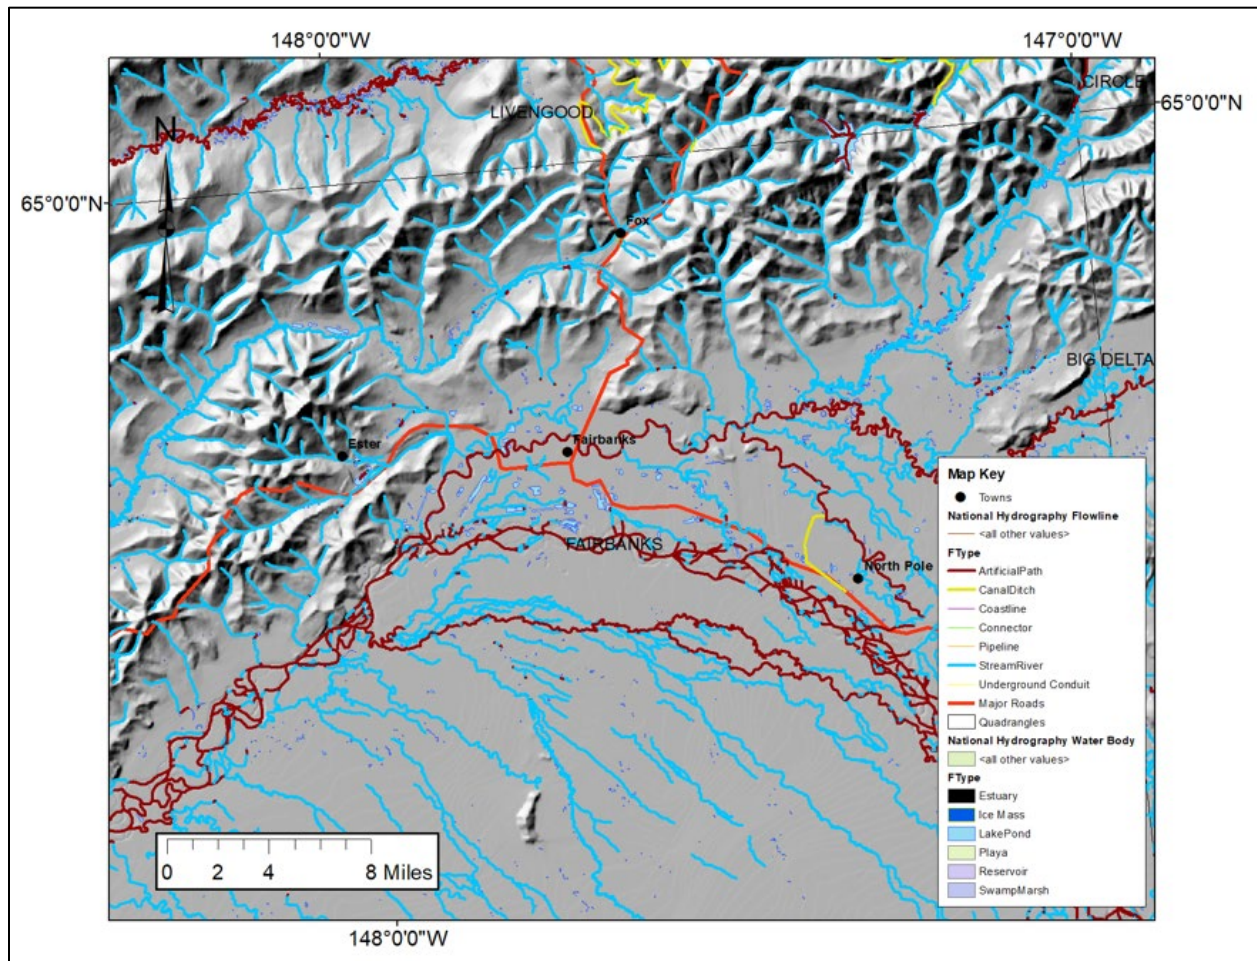 148°0'0"W
147°0'0"W
CIRCLE
LIVENGOOD
65°0'0"N
N
65°0'0"N
Fox
BIG DELTA
Ester
Fairbanks
FAIRBANKS
North Pole
Map Key
Towns
National Hydrography Flowline
<all other values>
FType
ArtificialPath
CanalDitch
Coastline
Connector
Pipeline
StreamRiver
Underground Conduit
Major Roads
Quadrangles
National Hydrography Water Body
<all other values>
FType
Estuary
Ice Mass
LakePond
Playa
Reservoir
SwampMarsh
0 2 4 8 Miles
148°0'0"W